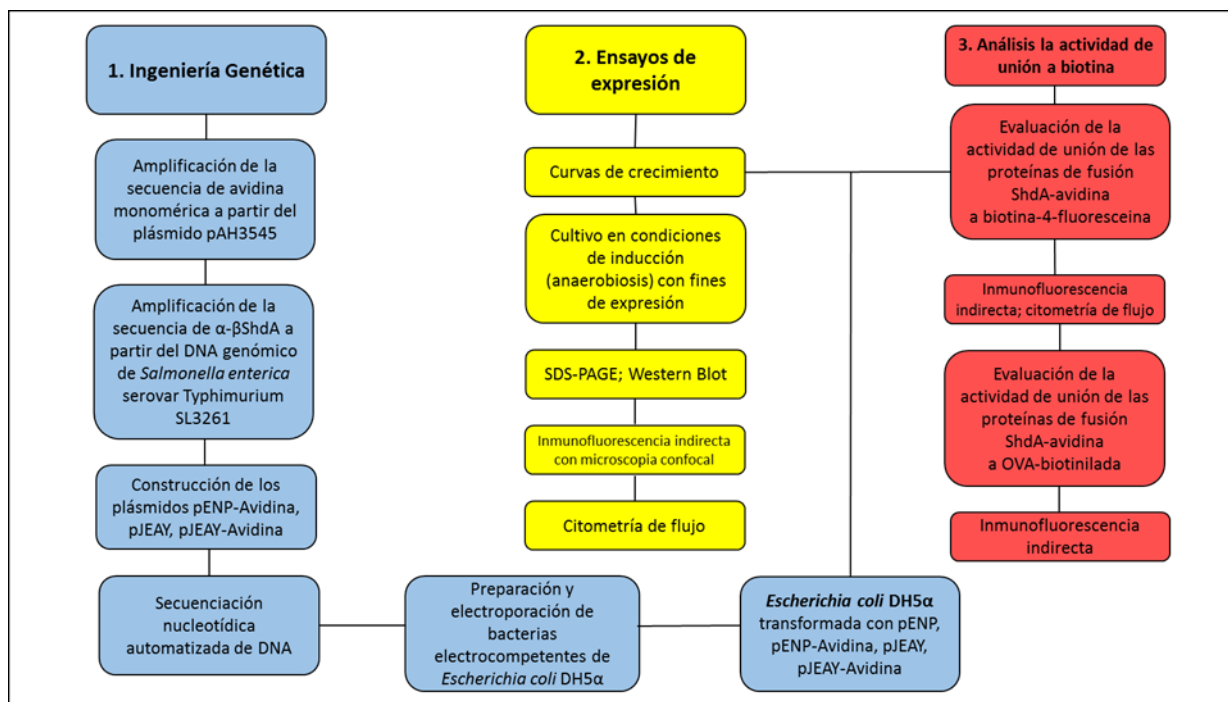 1. Ingeniería Genética
Amplificación de la
secuencia de avidina
monomérica a partir del
plásmido pAH3545
Amplificación de la
secuencia de α-βShdA a
partir del DNA genómico
de Salmonella enterica
serovar Typhimurium
SL3261
Construcción de los
plásmidos pENP-Avidina,
pJEAY, pJEAY-Avidina
Secuenciación
nucleotídica
automatizada de DNA
Preparación y
electroporación de
bacterias
electrocompetentes de
Escherichia coli DH5α
Escherichia coli DH5α
transformada con pENP,
pENP-Avidina, pJEAY,
pJEAY-Avidina
2. Ensayos de
expresión
Curvas de crecimiento
Cultivo en condiciones
de inducción
(anaerobiosis) con fines
de expresión
SDS-PAGE; Western Blot
Inmunofluorescencia indirecta
con microscopia confocal
Citometría de flujo
3. Análisis la actividad de
unión a biotina
Evaluación de la
actividad de unión de las
proteínas de fusión
ShdA-avidina
a biotina-4-fluoresceina
Inmunofluorescencia
indirecta; citometría de flujo
Evaluación de la
actividad de unión de las
proteínas de fusión
ShdA-avidina
a OVA-biotinilada
Inmunofluorescencia
indirecta